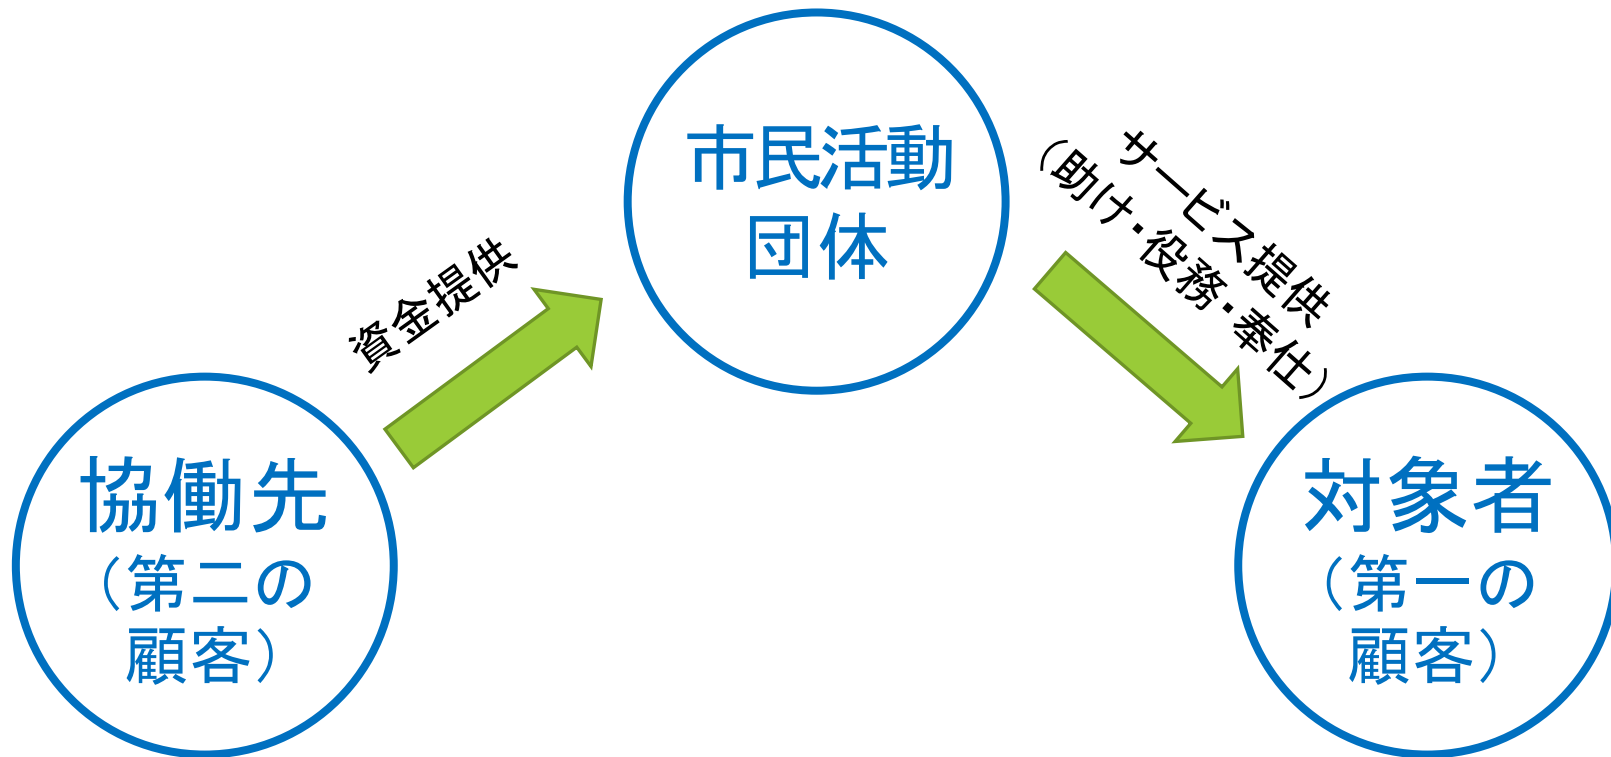 市民活動
団体
資金提供
サービス提供
（助け・役務・奉仕）
協働先
（第二の
顧客）
対象者
（第一の
顧客）